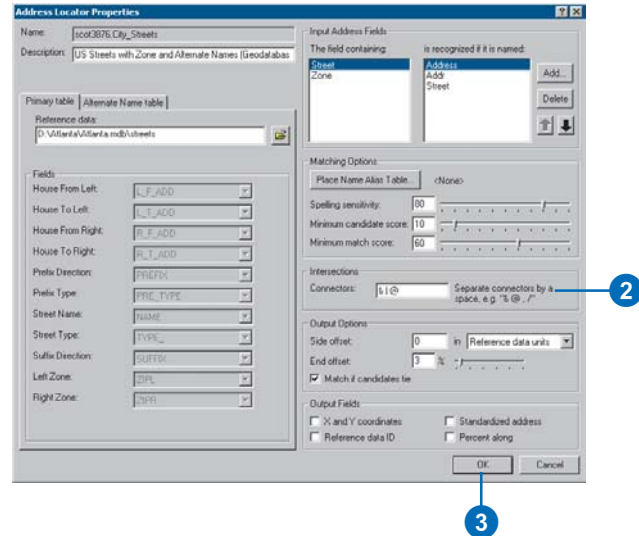 Address Locator Properties
Name: scot3876.City_Streets
Description: US Streets with Zone and Alternate Names (Geodatabas
Primary table Alternate Name table
Reference data:
D:\Atlanta\Atlanta.mdb\streets
Fields
House From Left: L_F_ADD
House To Left: L_T_ADD
House From Right: R_F_ADD
House To Right: R_T_ADD
Prefix Direction: PREFIX
Prefix Type: PRE_TYPE
Street Name: NAME
Street Type: TYPE_
Suffix Direction: SUFFIX
Left Zone: ZIPL
Right Zone: ZIPR
Input Address Fields
The field containing: is recognized if it is named:
Street
Zone
Address
Addr
Street
Add...
Delete
Matching Options
Place Name Alias Table... <None>
Spelling sensitivity: 80
Minimum candidate score: 10
Minimum match score: 60
Intersections
Connectors: & | @ Separate connectors by a
space, e.g. "& @ , /"
2
Output Options
Side offset: 0 in Reference data units
End offset: 3 %
Match if candidates tie
Output Fields
X and Y coordinates Standardized address
Reference data ID Percent along
OK Cancel
3